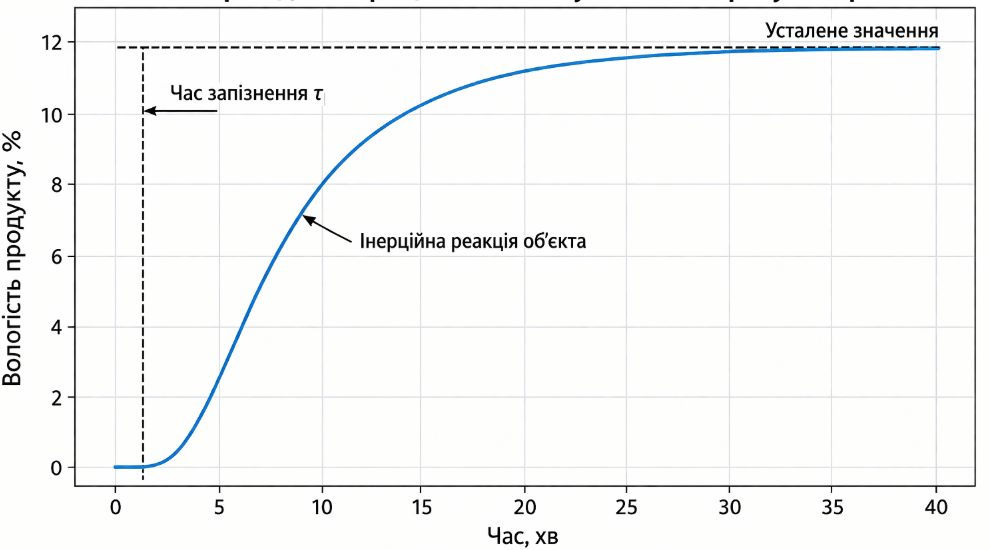 Усталене значення
Час запізнення τ
Інерційна реакція об'єкта
Вологість продукту, %
12
10
8
6
4
2
0
0 5 10 15 20 25 30 35 40
Час, хв